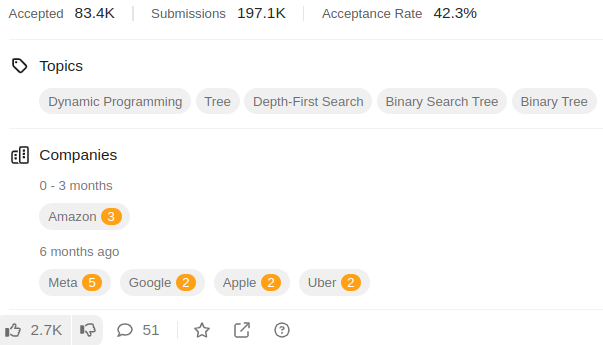 Accepted 83.4K Submissions 197.1K Acceptance Rate 42.3%
Topics
Dynamic Programming Tree Depth-First Search Binary Search Tree Binary Tree
Companies
0 - 3 months
Amazon 3
6 months ago
Meta 5 Google 2 Apple 2 Uber 2
2.7K 51